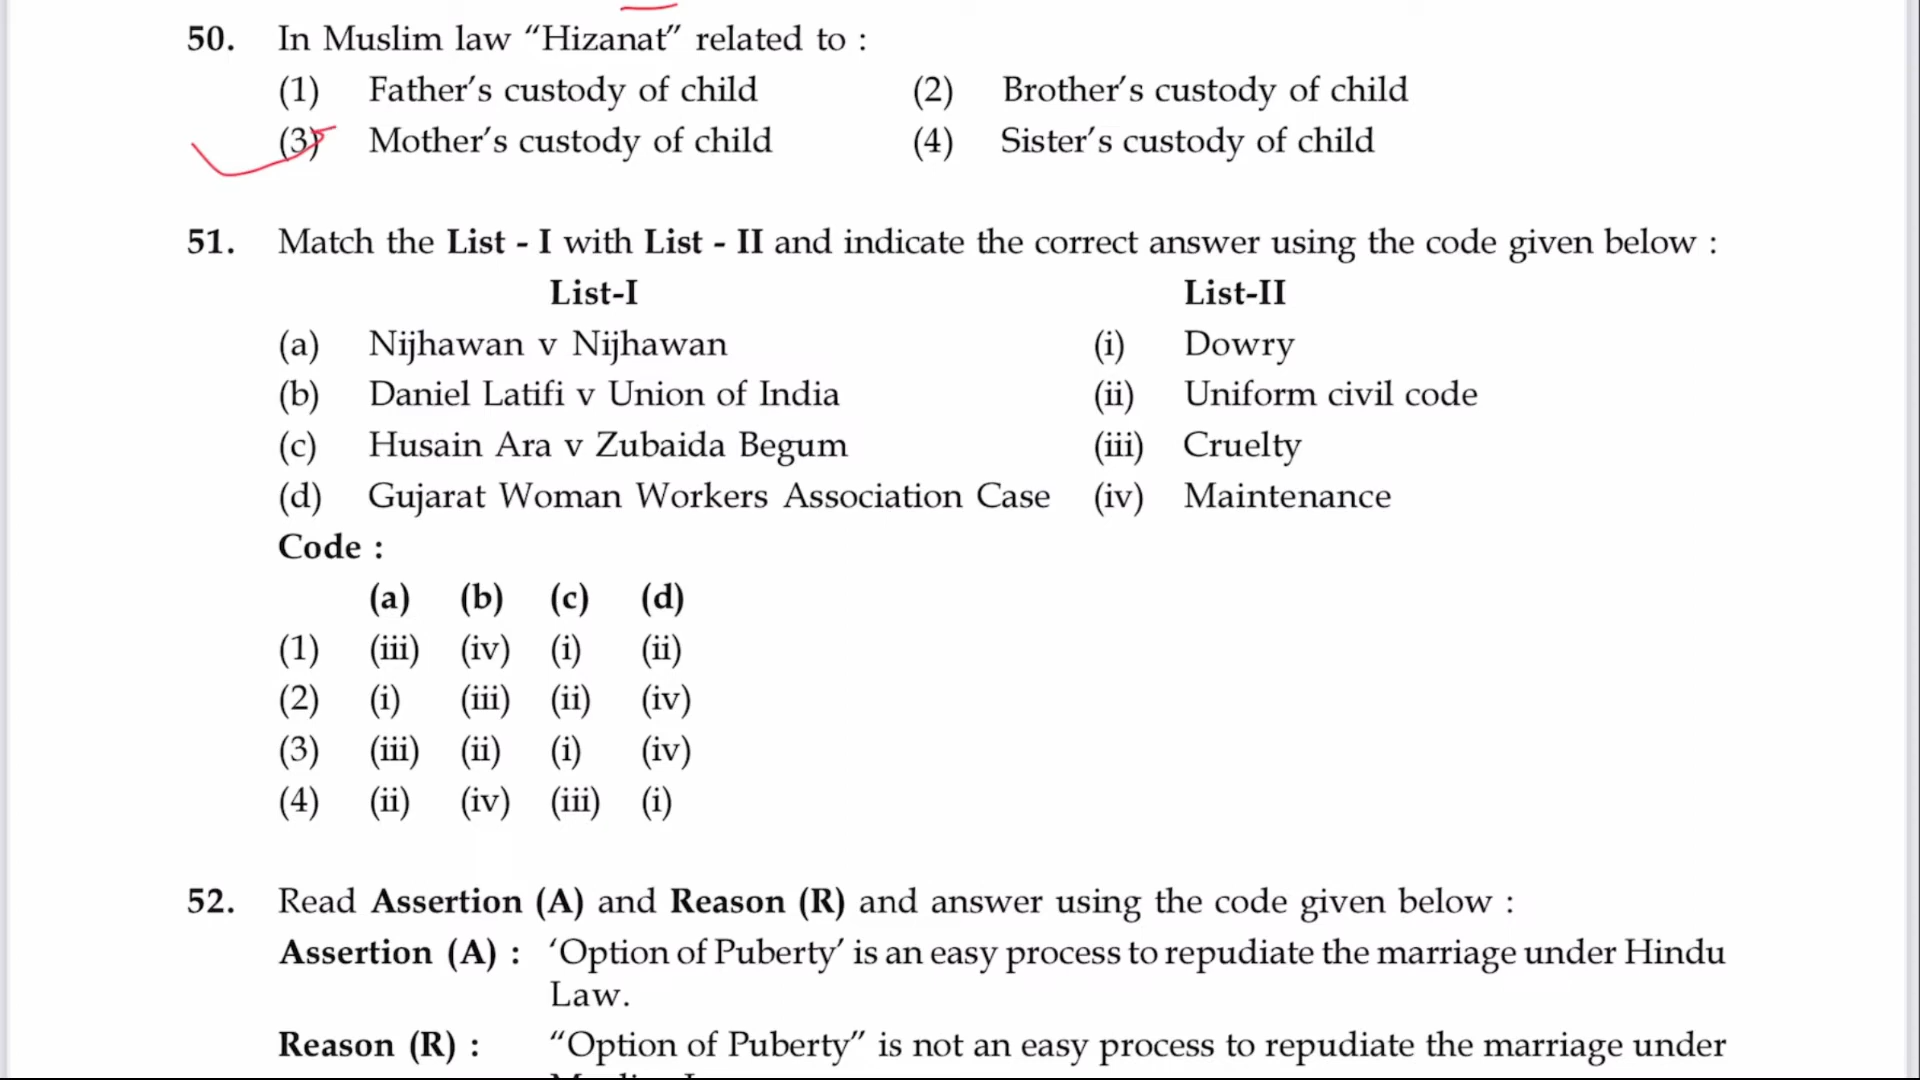 50. In Muslim law “Hizanat” related to :
(1) Father’s custody of child (2) Brother’s custody of child
(3) Mother’s custody of child (4) Sister’s custody of child
51. Match the List - I with List - II and indicate the correct answer using the code given below :
List-I List-II
(a) Nijhawan v Nijhawan (i) Dowry
(b) Daniel Latifi v Union of India (ii) Uniform civil code
(c) Husain Ara v Zubaida Begum (iii) Cruelty
(d) Gujarat Woman Workers Association Case (iv) Maintenance
Code :
(a) (b) (c) (d)
(1) (iii) (iv) (i) (ii)
(2) (i) (iii) (ii) (iv)
(3) (iii) (ii) (i) (iv)
(4) (ii) (iv) (iii) (i)
52. Read Assertion (A) and Reason (R) and answer using the code given below :
Assertion (A) : ‘Option of Puberty’ is an easy process to repudiate the marriage under Hindu
Law.
Reason (R) : “Option of Puberty” is not an easy process to repudiate the marriage under